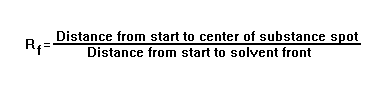 Distance from start to center of substance spot
Rf=
Distance from start to solvent front